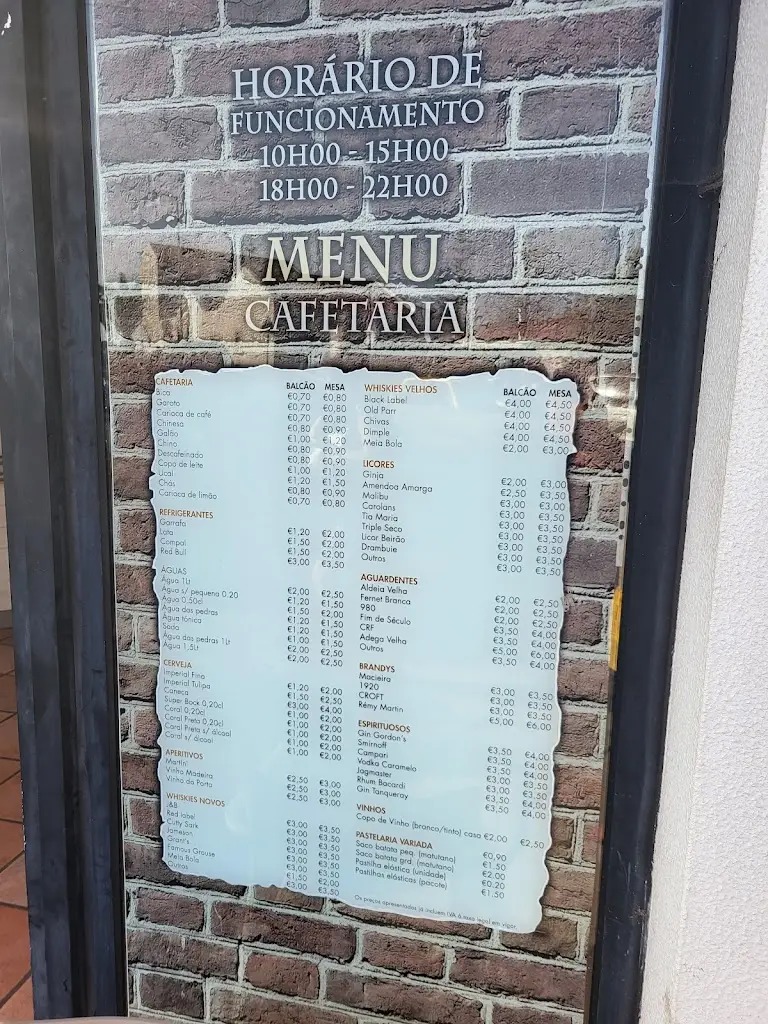 HORÁRIO DE
FUNCIONAMENTO
10H00 - 15H00
18H00 - 22H00
MENU
CAFETARIA
CAFETARIA BALCÃO MESA
Bica €0,70 €0,80
Garoto €0,70 €0,80
Carioca de café €0,70 €0,80
Chinesa €0,80 €0,90
Galão €1,00 €1,20
Chino €0,80 €0,90
Descafeinado €0,80 €0,90
Copo de leite €1,00 €1,20
Ucal €1,20 €1,50
Chás €0,80 €0,90
Carioca de limão €0,70 €0,80
REFRIGERANTES
Garrafa €1,20 €2,00
Lata €1,50 €2,00
Compal €1,50 €2,00
Red Bull €3,00 €3,50
ÁGUAS
Água 1Lt €2,00 €2,50
Água s/ pequena 0.20 €1,20 €1,50
Água 0.50cl €1,50 €2,00
Água das pedras €1,20 €1,50
Água tónica €1,20 €1,50
Soda €1,00 €1,50
Água das pedras 1Lt €2,00 €2,50
Água 1,5Lt €2,00 €2,50
CERVEJA
Imperial Fino €1,20 €2,00
Imperial Tulipa €1,50 €2,50
Caneca €3,00 €4,00
Super Bock 0,20cl €1,00 €2,00
Coral 0,20cl €1,00 €2,00
Coral Preta 0,20cl €1,00 €2,00
Coral Preta s/ álcool €1,00 €2,00
Coral s/ álcool €1,00 €2,00
APERITIVOS
Martini €2,50 €3,00
Vinho Madeira €2,50 €3,00
Vinho do Porto €2,50 €3,00
WHISKIES NOVOS
J&B €3,00 €3,50
Red label €3,00 €3,50
Cutty Sark €3,00 €3,50
Jameson €3,00 €3,50
Grant's €3,00 €3,50
Famous Grouse €3,00 €3,50
Meia Bola €1,50 €2,50
Outros €3,00 €3,50
WHISKIES VELHOS BALCÃO MESA
Black Label €4,00 €4,50
Old Parr €4,00 €4,50
Chivas €4,00 €4,50
Dimple €4,00 €4,50
Meia Bola €2,00 €3,00
LICORES
Ginja €2,00 €3,00
Amendoa Amarga €2,50 €3,50
Malibu €3,00 €3,50
Carolans €3,00 €3,50
Tia Maria €3,00 €3,50
Triple Seco €3,00 €3,50
Licor Beirão €3,00 €3,50
Drambuie €3,00 €3,50
Outros €3,00 €3,50
AGUARDENTES
Aldeia Velha €2,00 €2,50
Fernet Branca €2,00 €2,50
980 €2,00 €2,50
Fim de Século €3,50 €4,00
CRF €3,50 €4,00
Adega Velha €5,00 €6,00
Outros €3,50 €4,00
BRANDYS
Macieira €3,00 €3,50
1920 €3,00 €3,50
CROFT €3,00 €3,50
Rémy Martin €5,00 €6,00
ESPIRITUOSOS
Gin Gordon's €3,50 €4,00
Smirnoff €3,50 €4,00
Campari €3,50 €4,00
Vodka Caramelo €3,00 €3,50
Jagmaster €3,00 €3,50
Rhum Bacardi €3,50 €4,00
Gin Tanqueray €3,50 €4,00
VINHOS
Copo de Vinho (branco/tinto) casa €2,00 €2,50
PASTELARIA VARIADA
Saco batata peq. (matutano) €0,90
Saco batata grd. (matutano) €1,50
Pastilha elástica (unidade) €2,00
Pastilhas elásticas (pacote) €0,20
€1,50
Os preços apresentados já incluem IVA à taxa legal em vigor.